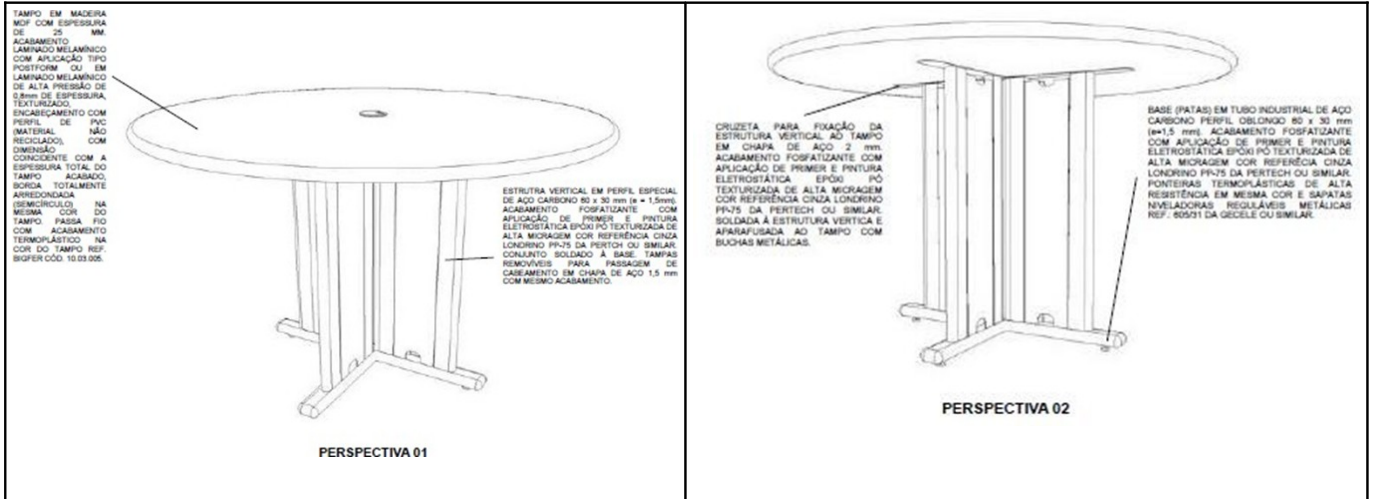 TAMPO EM MADEIRA
MDF COM ESPESSURA
DE 25 MM.
ACABAMENTO
LAMINADO MELAMÍNICO
COM APLICAÇÃO TIPO
POSTFORM OU EM
LAMINADO MELAMÍNICO
DE ALTA PRESSÃO DE
0,8mm DE ESPESSURA,
TEXTURIZADO,
ENCABEÇAMENTO COM
PERFIL DE PVC
(MATERIAL NÃO
RECICLADO), COM
DIMENSÃO
COINCIDENTE COM A
ESPESSURA TOTAL DO
TAMPO ACABADO,
BORDA TOTALMENTE
ARREDONDADA
(SEMICÍRCULO) NA
MESMA COR DO
TAMPO. PASSA FIO
COM ACABAMENTO
TERMOPLÁSTICO NA
COR DO TAMPO REF.
BIGFER CÓD. 10.03.005.
ESTRUTRA VERTICAL EM PERFIL ESPECIAL
DE AÇO CARBONO 60 x 30 mm (e = 1,5mm).
ACABAMENTO FOSFATIZANTE COM
APLICAÇÃO DE PRIMER E PINTURA
ELETROSTÁTICA EPÓXI PÓ TEXTURIZADA DE
ALTA MICRAGEM COR REFERÊNCIA CINZA
LONDRINO PP-75 DA PERTCH OU SIMILAR.
CONJUNTO SOLDADO À BASE. TAMPAS
REMOVÍVEIS PARA PASSAGEM DE
CABEAMENTO EM CHAPA DE AÇO 1,5 mm
COM MESMO ACABAMENTO.
PERSPECTIVA 01
CRUZETA PARA FIXAÇÃO DA
ESTRUTURA VERTICAL AO TAMPO
EM CHAPA DE AÇO 2 mm.
ACABAMENTO FOSFATIZANTE COM
APLICAÇÃO DE PRIMER E PINTURA
ELETROSTÁTICA EPÓXI PÓ
TEXTURIZADA DE ALTA MICRAGEM
COR REFERÊNCIA CINZA LONDRINO
PP-75 DA PERTECH OU SIMILAR.
SOLDADA À ESTRUTURA VERTICA E
APARAFUSADA AO TAMPO COM
BUCHAS METÁLICAS.
BASE (PATAS) EM TUBO INDUSTRIAL DE AÇO
CARBONO PERFIL OBLONGO 60 x 30 mm
(e=1,5 mm). ACABAMENTO FOSFATIZANTE
COM APLICAÇÃO DE PRIMER E PINTURA
ELETROSTÁTICA EPÓXI PÓ TEXTURIZADA DE
ALTA MICRAGEM COR REFERÊCIA CINZA
LONDRINO PP-75 DA PERTECH OU SIMILAR.
PONTEIRAS TERMOPLÁSTICAS DE ALTA
RESISTÊNCIA EM MESMA COR E SAPATAS
NIVELADORAS REGULÁVEIS METÁLICAS
REF.: 605/31 DA GECELE OU SIMILAR.
PERSPECTIVA 02